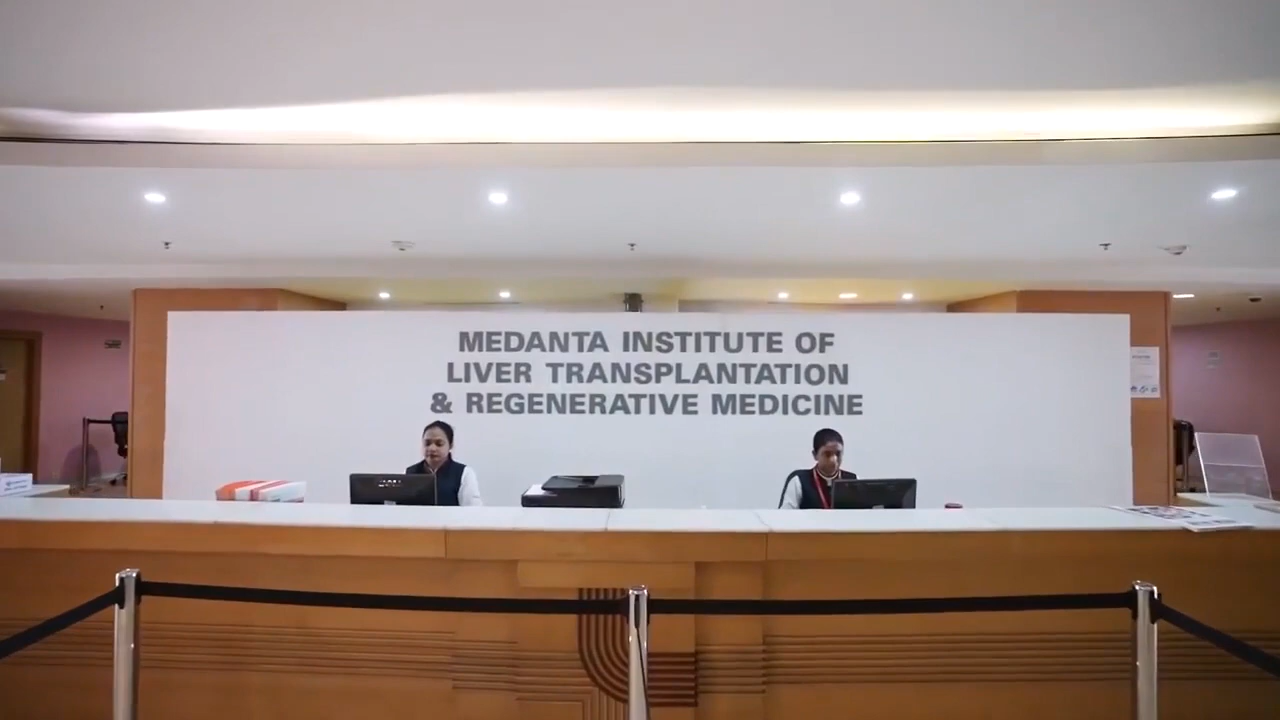 MEDANTA INSTITUTE OF
LIVER TRANSPLANTATION
& REGENERATIVE MEDICINE